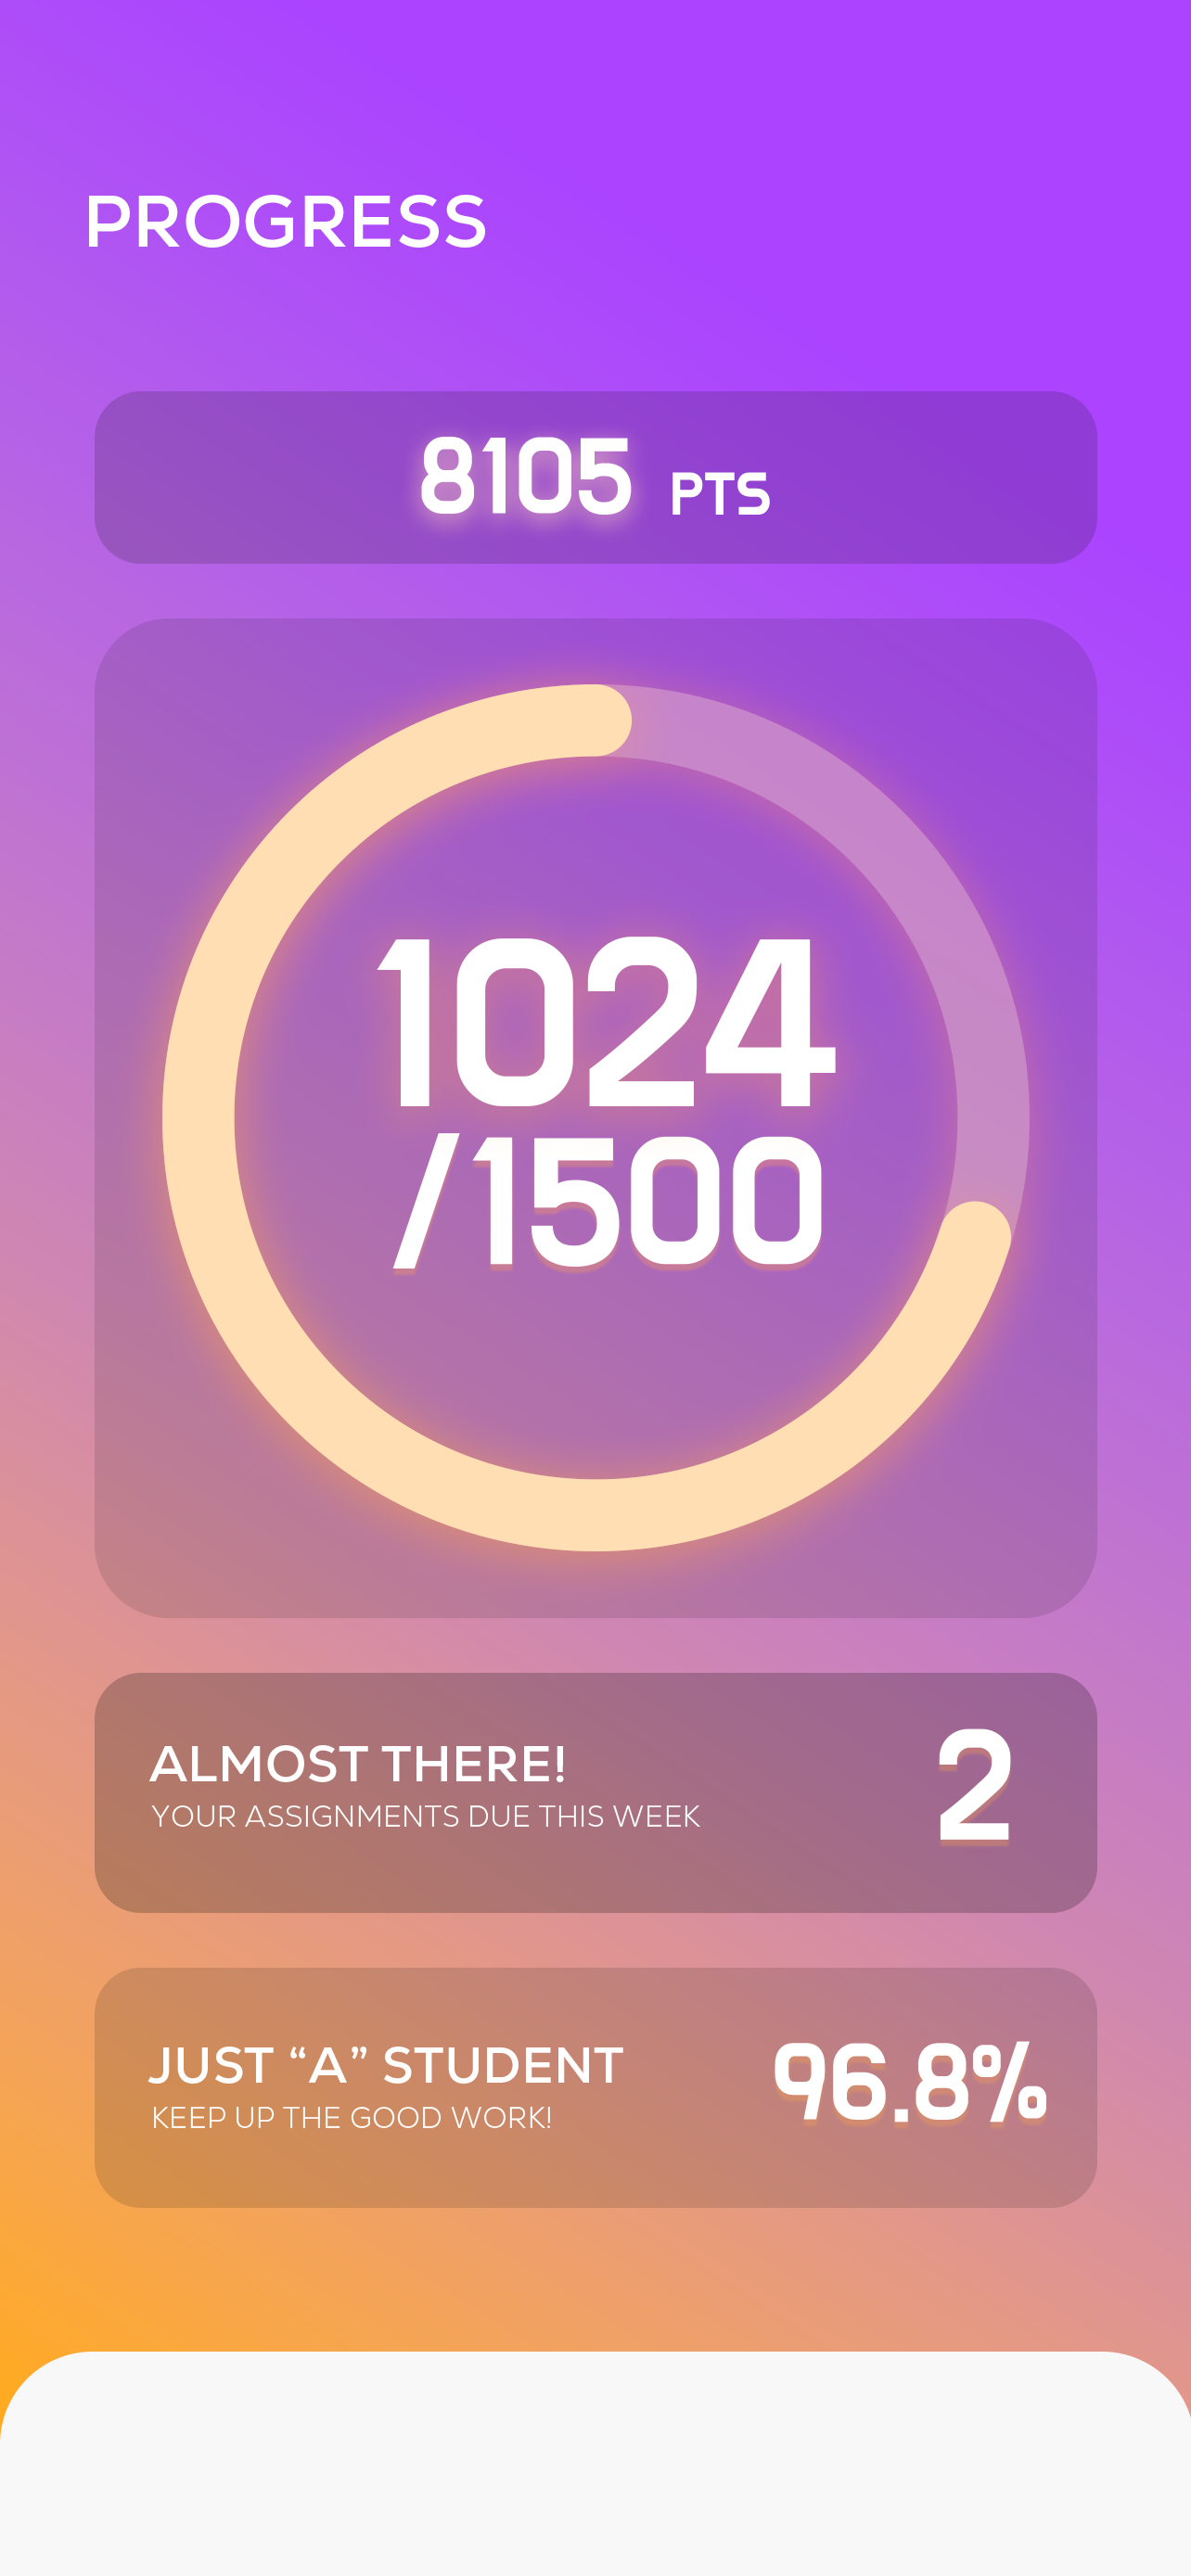 PROGRESS
8105 PTS
1024
/1500
ALMOST THERE!
YOUR ASSIGNMENTS DUE THIS WEEK
2
JUST “A” STUDENT
KEEP UP THE GOOD WORK!
96.8%